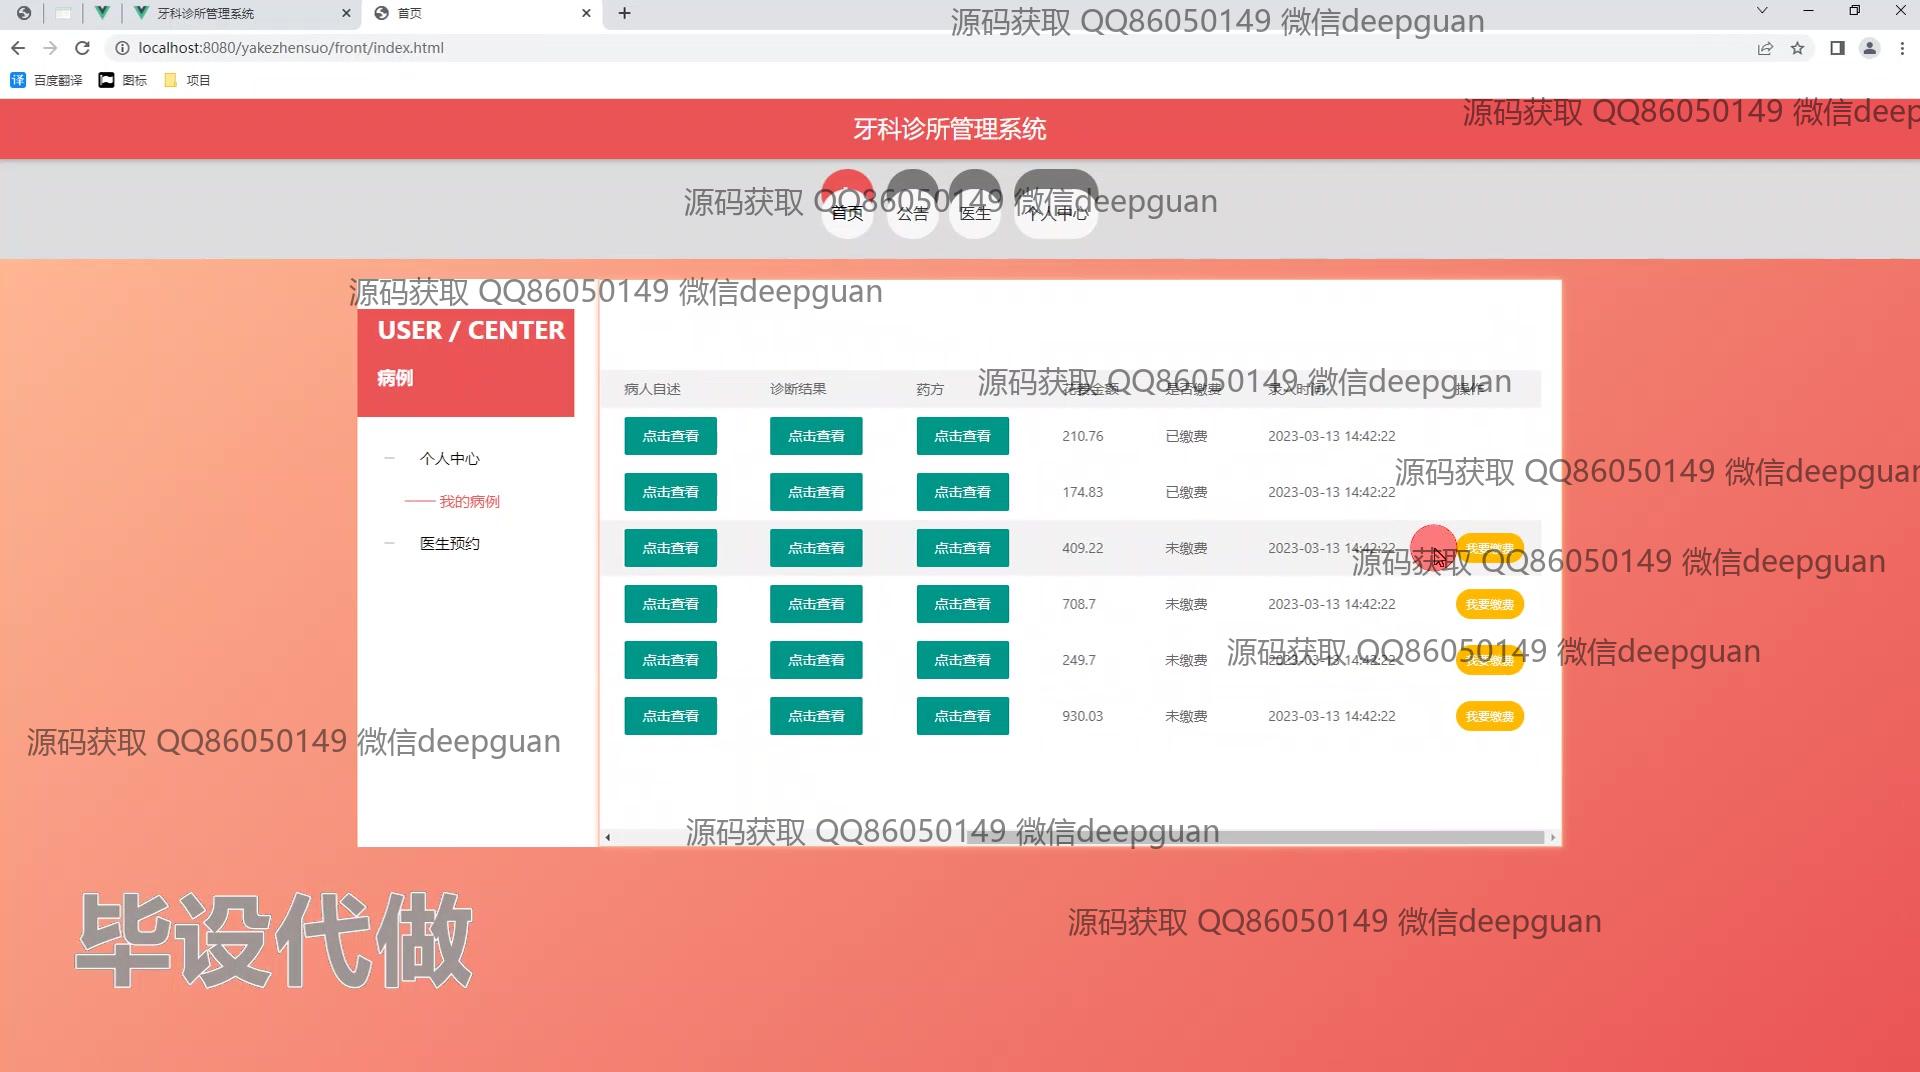 牙科诊所管理系统
首页
源码获取 QQ86050149 微信deepguan
localhost:8080/yakezhensuo/front/index.html
百度翻译 图标 项目
源码获取 QQ86050149 微信deep
牙科诊所管理系统
源码获取 QQ86050149 微信deepguan
首页 公告 医生 个人中心
源码获取 QQ86050149 微信deepguan
USER / CENTER
病例
个人中心
我的病例
医生预约
源码获取 QQ86050149 微信deepguan
病人自述 诊断结果 药方 花费金额 是否缴费 录入时间 操作
点击查看 点击查看 点击查看 210.76 已缴费 2023-03-13 14:42:22
源码获取 QQ86050149 微信deepguan
点击查看 点击查看 点击查看 174.83 已缴费 2023-03-13 14:42:22
点击查看 点击查看 点击查看 409.22 未缴费 2023-03-13 14:42:22 我要缴费
源码获取 QQ86050149 微信deepguan
点击查看 点击查看 点击查看 708.7 未缴费 2023-03-13 14:42:22 我要缴费
源码获取 QQ86050149 微信deepguan
点击查看 点击查看 点击查看 249.7 未缴费 2023-03-13 14:42:22 我要缴费
点击查看 点击查看 点击查看 930.03 未缴费 2023-03-13 14:42:22 我要缴费
源码获取 QQ86050149 微信deepguan
源码获取 QQ86050149 微信deepguan
源码获取 QQ86050149 微信deepguan
毕设代做